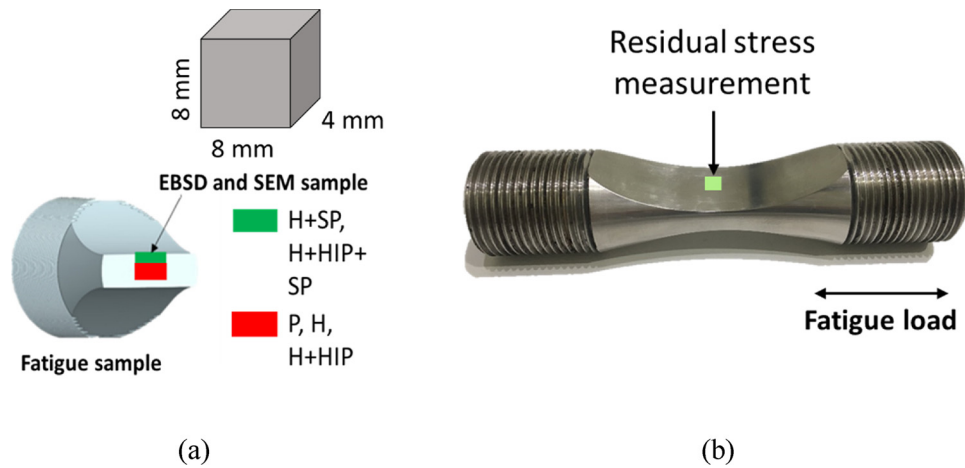 8 mm
4 mm
8 mm
EBSD and SEM sample
H+SP,
H+HIP+
SP
P, H,
H+HIP
Fatigue sample
(a)
Residual stress
measurement
Fatigue load
(b)